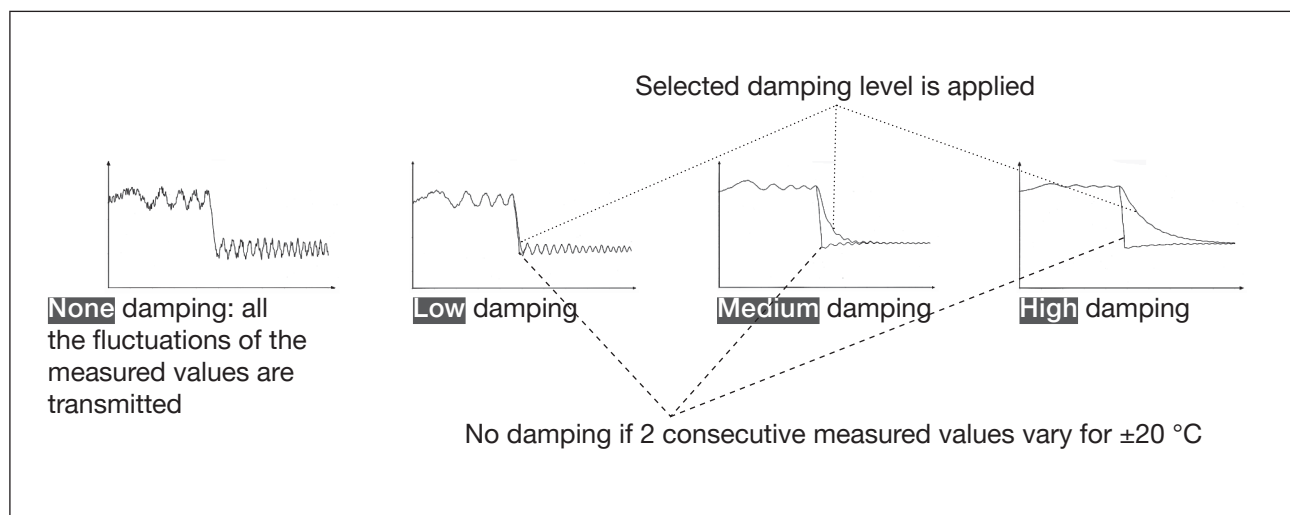 Selected damping level is applied
None damping: all
the fluctuations of the
measured values are
transmitted
Low damping
Medium damping
High damping
No damping if 2 consecutive measured values vary for ±20 °C